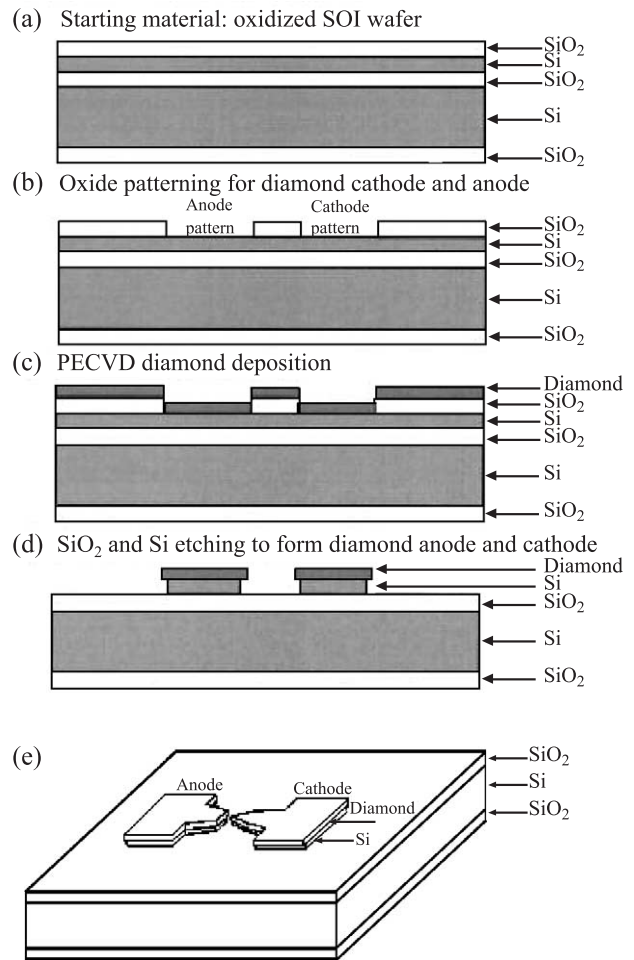 (a) Starting material: oxidized SOI wafer
SiO₂
Si
SiO₂
Si
SiO₂
(b) Oxide patterning for diamond cathode and anode
Anode pattern
Cathode pattern
SiO₂
Si
SiO₂
Si
SiO₂
(c) PECVD diamond deposition
Diamond
SiO₂
Si
SiO₂
Si
SiO₂
(d) SiO₂ and Si etching to form diamond anode and cathode
Diamond
Si
SiO₂
Si
SiO₂
(e)
SiO₂
Si
SiO₂
Anode
Cathode
Diamond
Si